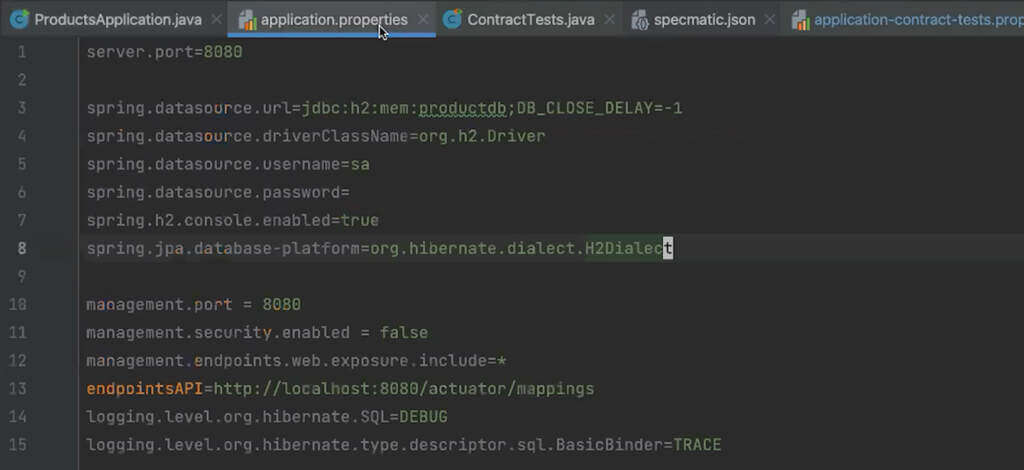 ProductsApplication.java
application.properties
ContractTests.java
specmatic.json
application-contract-tests.prop
1 server.port=8080
2
3 spring.datasource.url=jdbc:h2:mem:productdb;DB_CLOSE_DELAY=-1
4 spring.datasource.driverClassName=org.h2.Driver
5 spring.datasource.username=sa
6 spring.datasource.password=
7 spring.h2.console.enabled=true
8 spring.jpa.database-platform=org.hibernate.dialect.H2Dialect
9
10 management.port = 8080
11 management.security.enabled = false
12 management.endpoints.web.exposure.include=*
13 endpointsAPI=http://localhost:8080/actuator/mappings
14 logging.level.org.hibernate.SQL=DEBUG
15 logging.level.org.hibernate.type.descriptor.sql.BasicBinder=TRACE